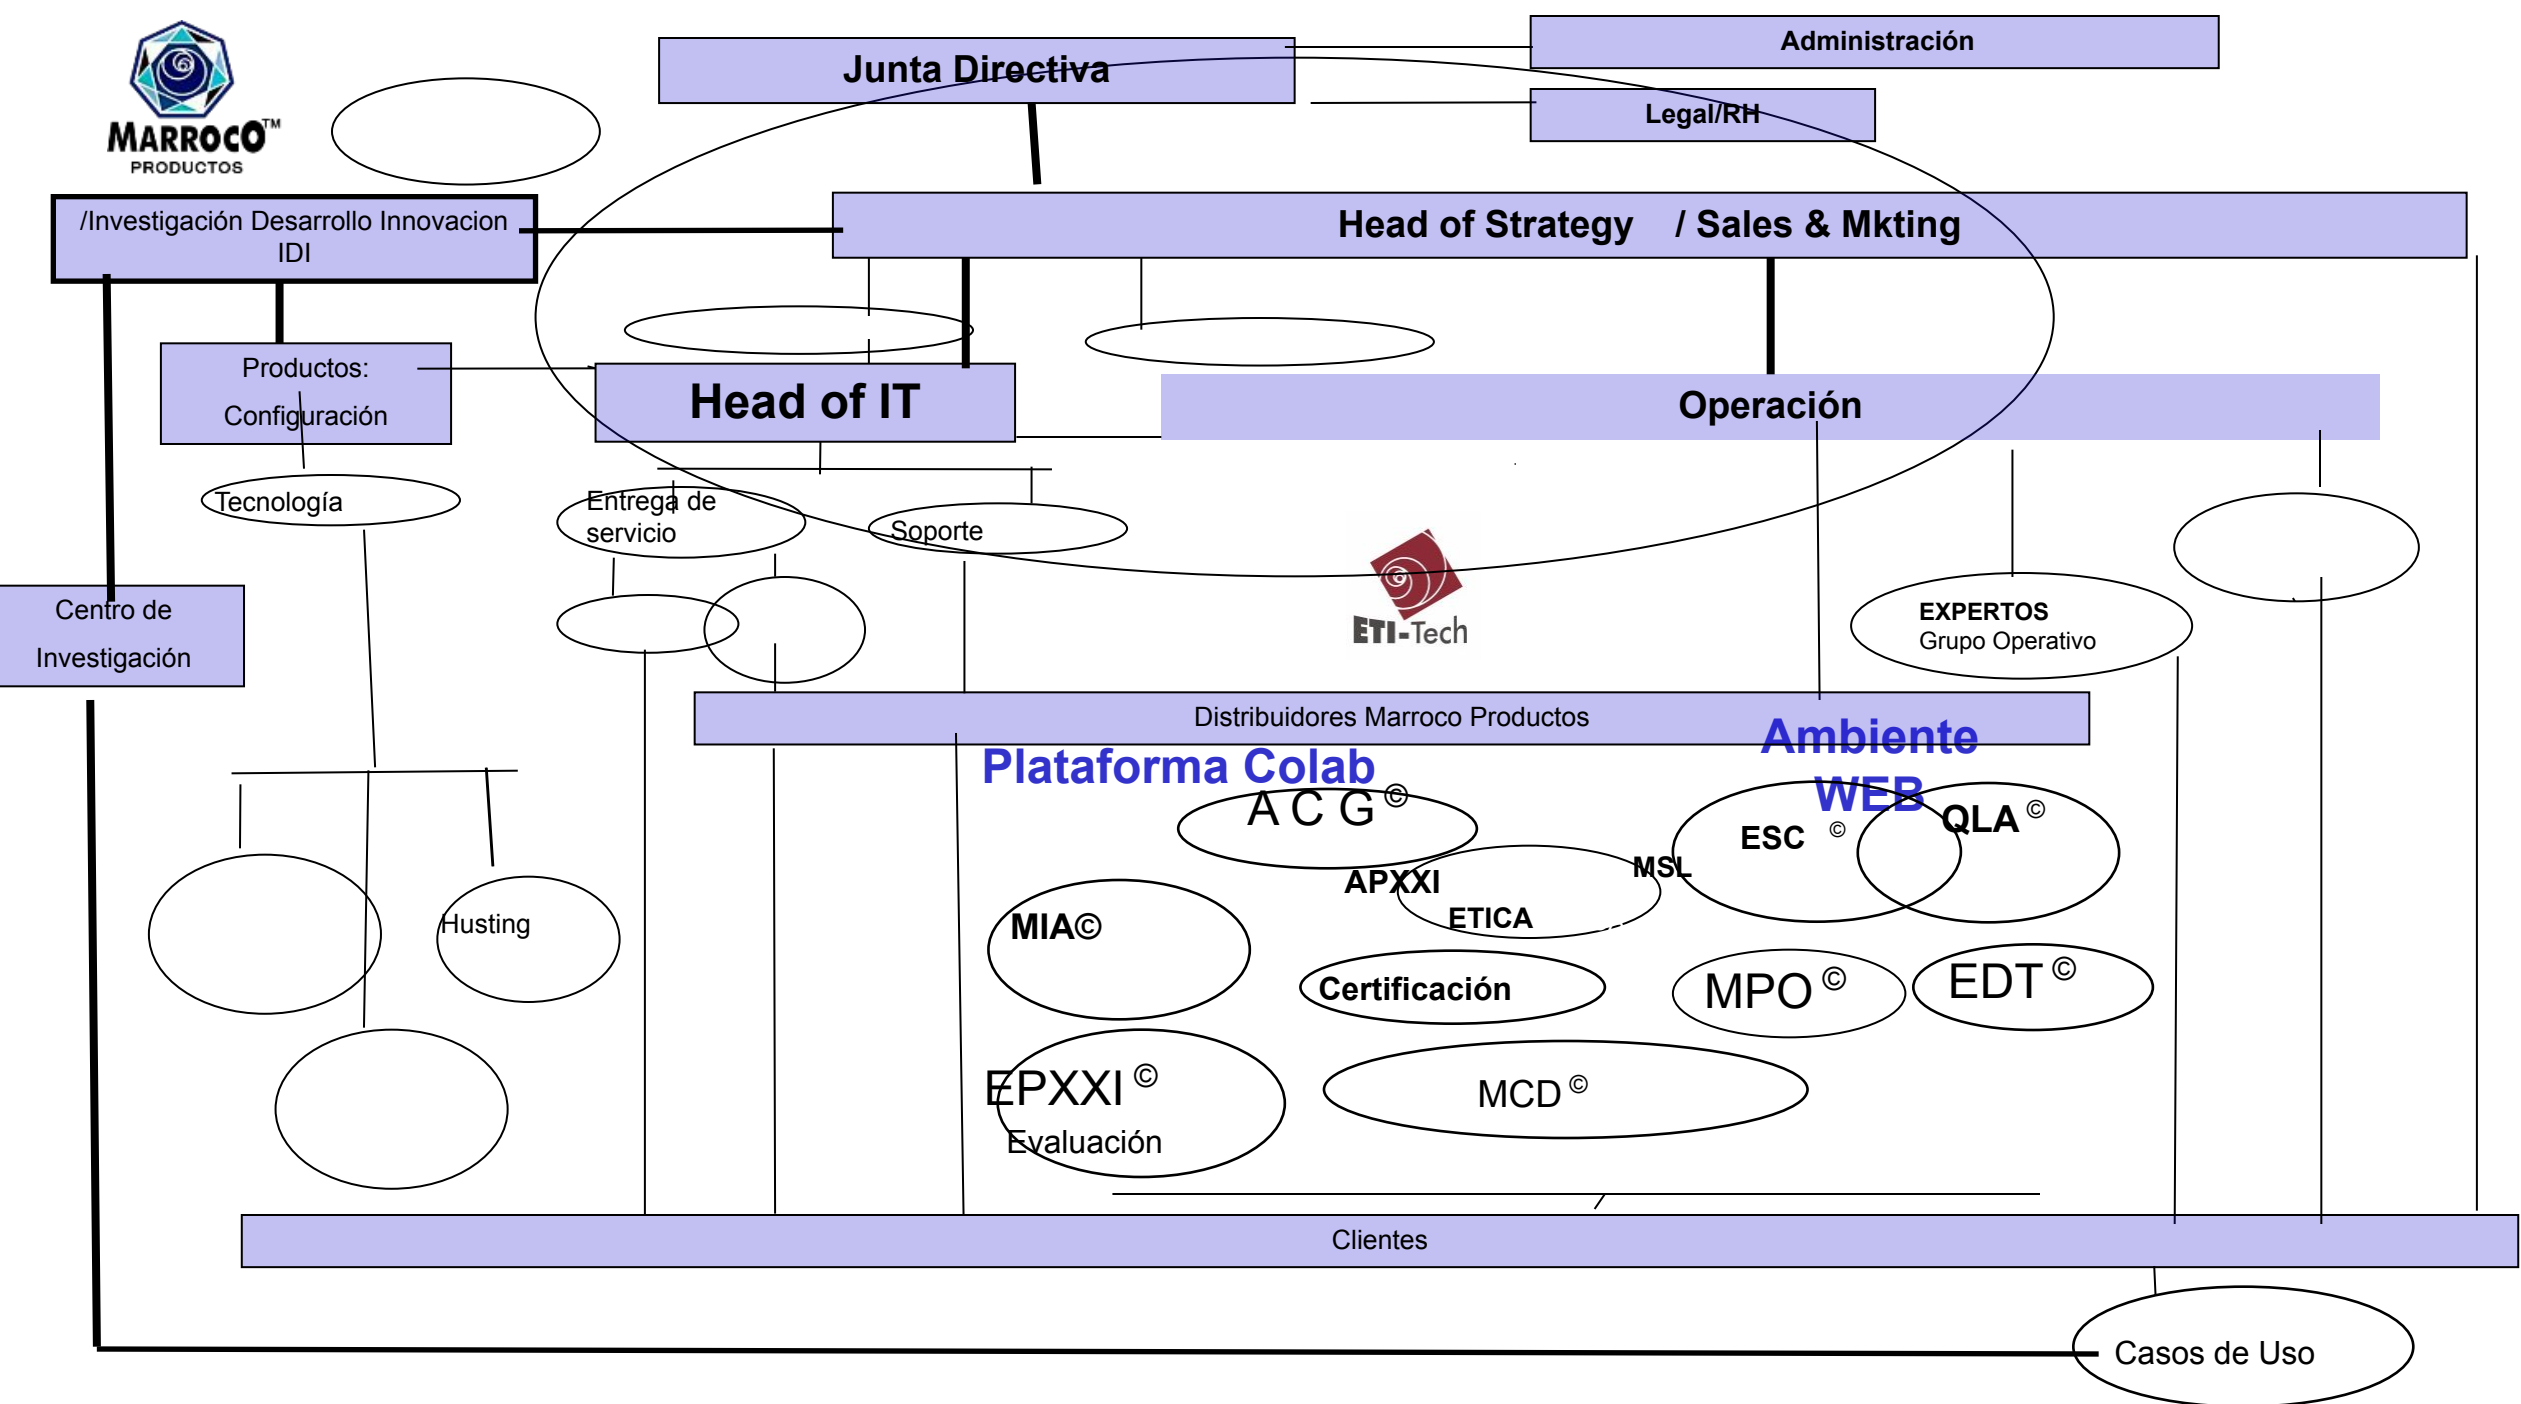 MARROCO™
PRODUCTOS
Junta Directiva
Administración
Legal/RH
/Investigación Desarrollo Innovacion
IDI
Head of Strategy / Sales & Mkting
Productos:
Configuración
Head of IT
Operación
Tecnología
Entrega de
servicio
Soporte
ETI-Tech
EXPERTOS
Grupo Operativo
Centro de
Investigación
Distribuidores Marroco Productos
Plataforma Colab
Ambiente
WEB
A C G ©
ESC ©
QLA ©
APXXI
MSL
ETICA
MIA©
Husting
Certificación
MPO ©
EDT ©
EPXXI ©
Evaluación
MCD ©
Clientes
Casos de Uso